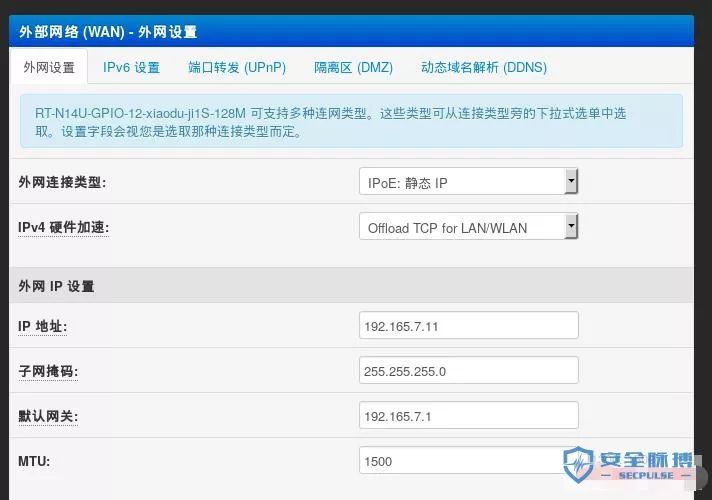 外部网络 (WAN) - 外网设置
外网设置 IPv6 设置 端口转发 (UPnP) 隔离区 (DMZ) 动态域名解析 (DDNS)
RT-N14U-GPIO-12-xiaodu-ji1S-128M 可支持多种连网类型。这些类型可从连接类型旁的下拉式选单中选
取。设置字段会视您是选取那种连接类型而定。
外网连接类型: IPoE: 静态 IP
IPv4 硬件加速: Offload TCP for LAN/WLAN
外网 IP 设置
IP 地址: 192.165.7.11
子网掩码: 255.255.255.0
默认网关: 192.165.7.1
MTU: 1500
安全脉搏
SECPULSE